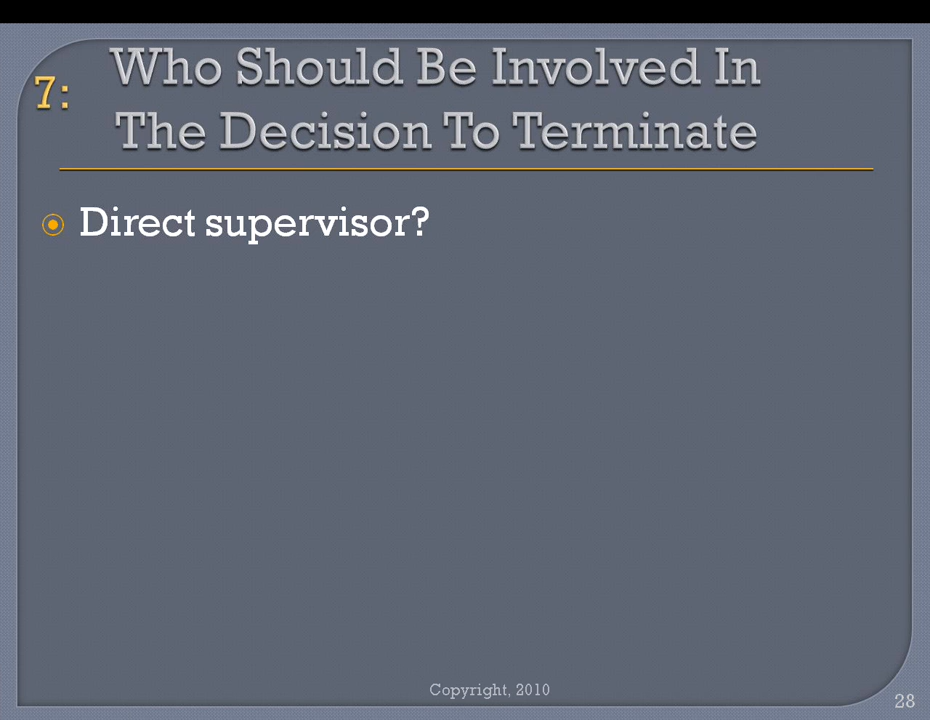 7:
Who Should Be Involved In
The Decision To Terminate
Direct supervisor?
Copyright, 2010
28